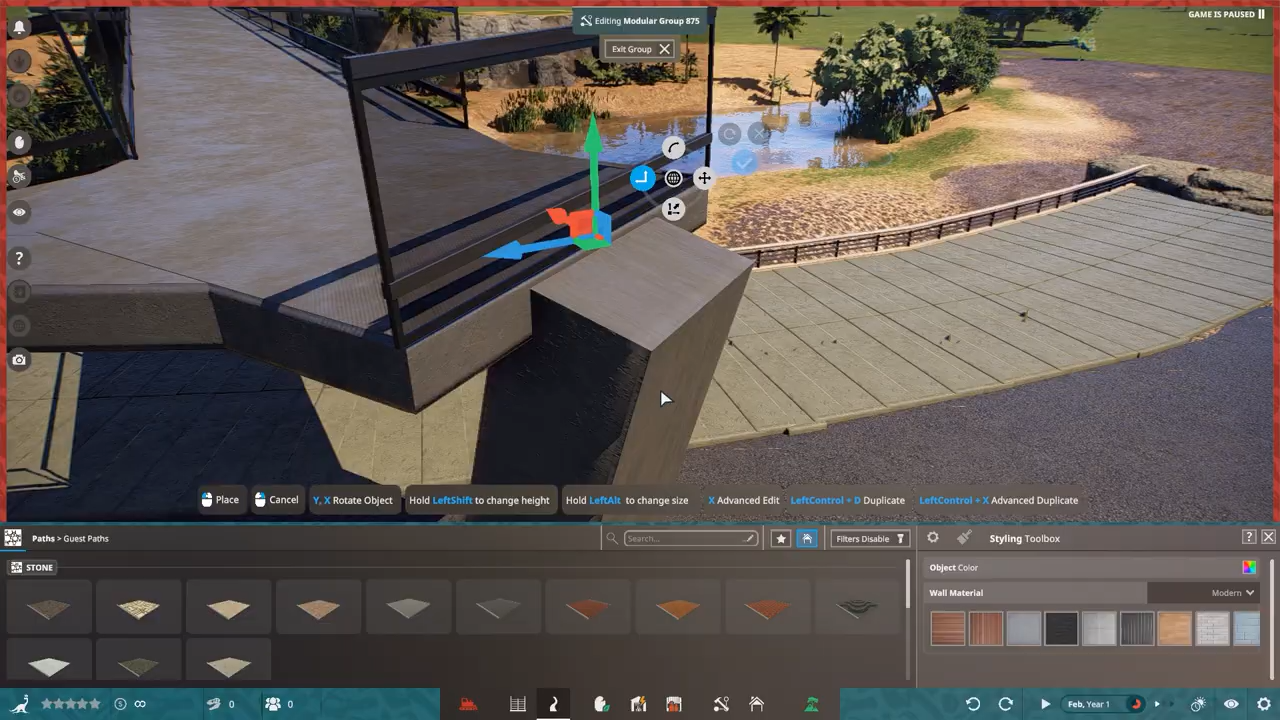 Editing Modular Group 875
GAME IS PAUSED
Exit Group
Place
Cancel
Y, X Rotate Object
Hold LeftShift to change height
Hold LeftAlt to change size
X Advanced Edit
LeftControl + D Duplicate
LeftControl + X Advanced Duplicate
Paths > Guest Paths
Search...
Filters Disable
Styling Toolbox
?
STONE
Object Color
Wall Material
Modern
0
0
Feb, Year 1